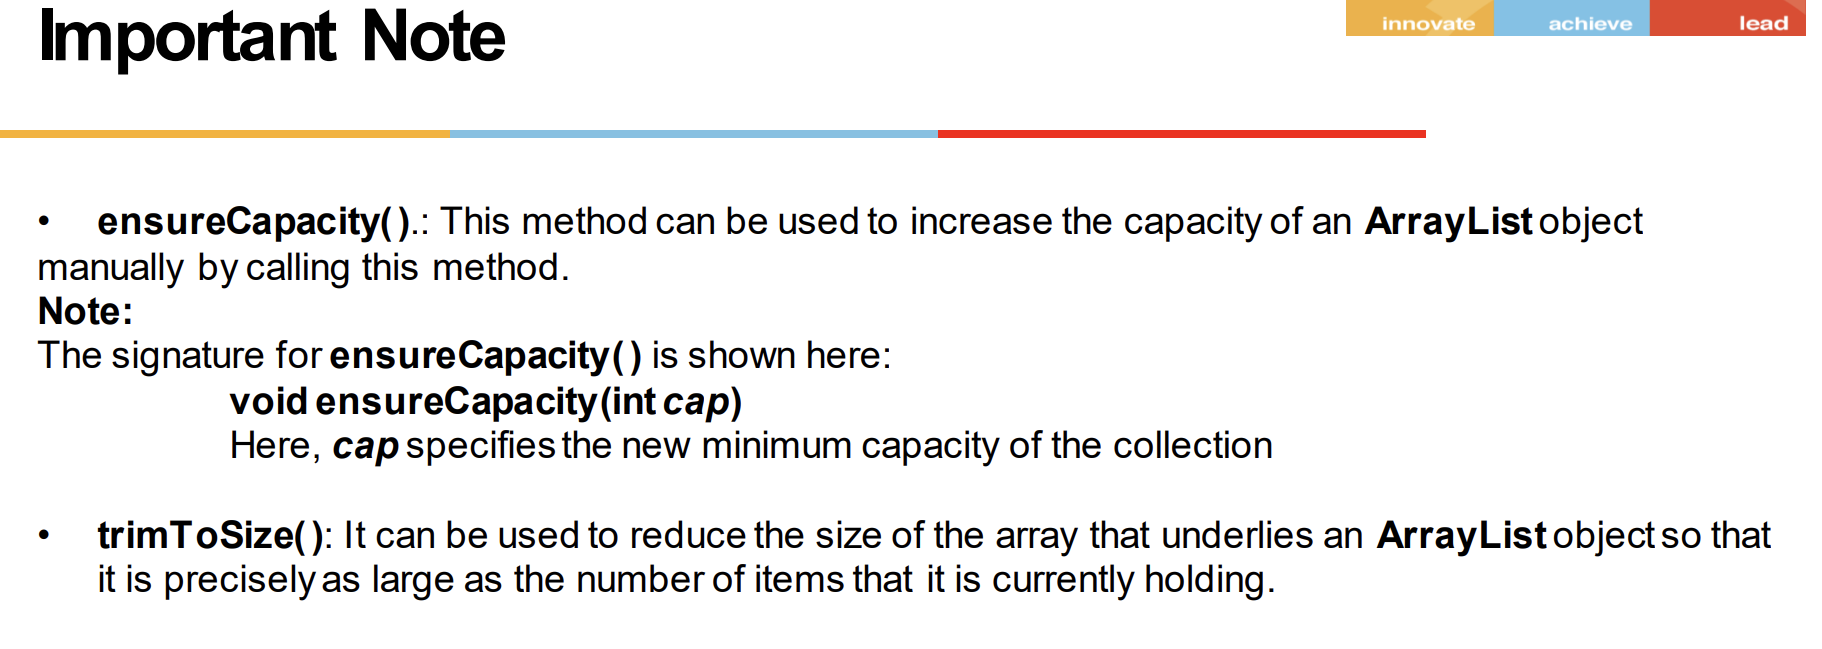 Important Note
innovate achieve lead
• ensureCapacity().: This method can be used to increase the capacity of an ArrayList object
manually by calling this method.
Note:
The signature for ensureCapacity() is shown here:
void ensureCapacity(int cap)
Here, cap specifies the new minimum capacity of the collection
• trimToSize(): It can be used to reduce the size of the array that underlies an ArrayList object so that
it is precisely as large as the number of items that it is currently holding.